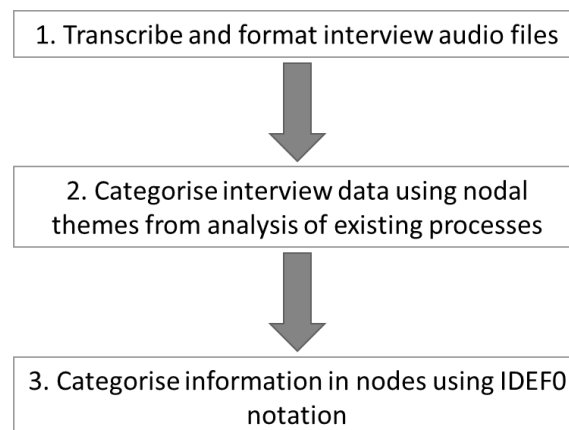 1. Transcribe and format interview audio files
2. Categorise interview data using nodal
themes from analysis of existing processes
3. Categorise information in nodes using IDEF0
notation